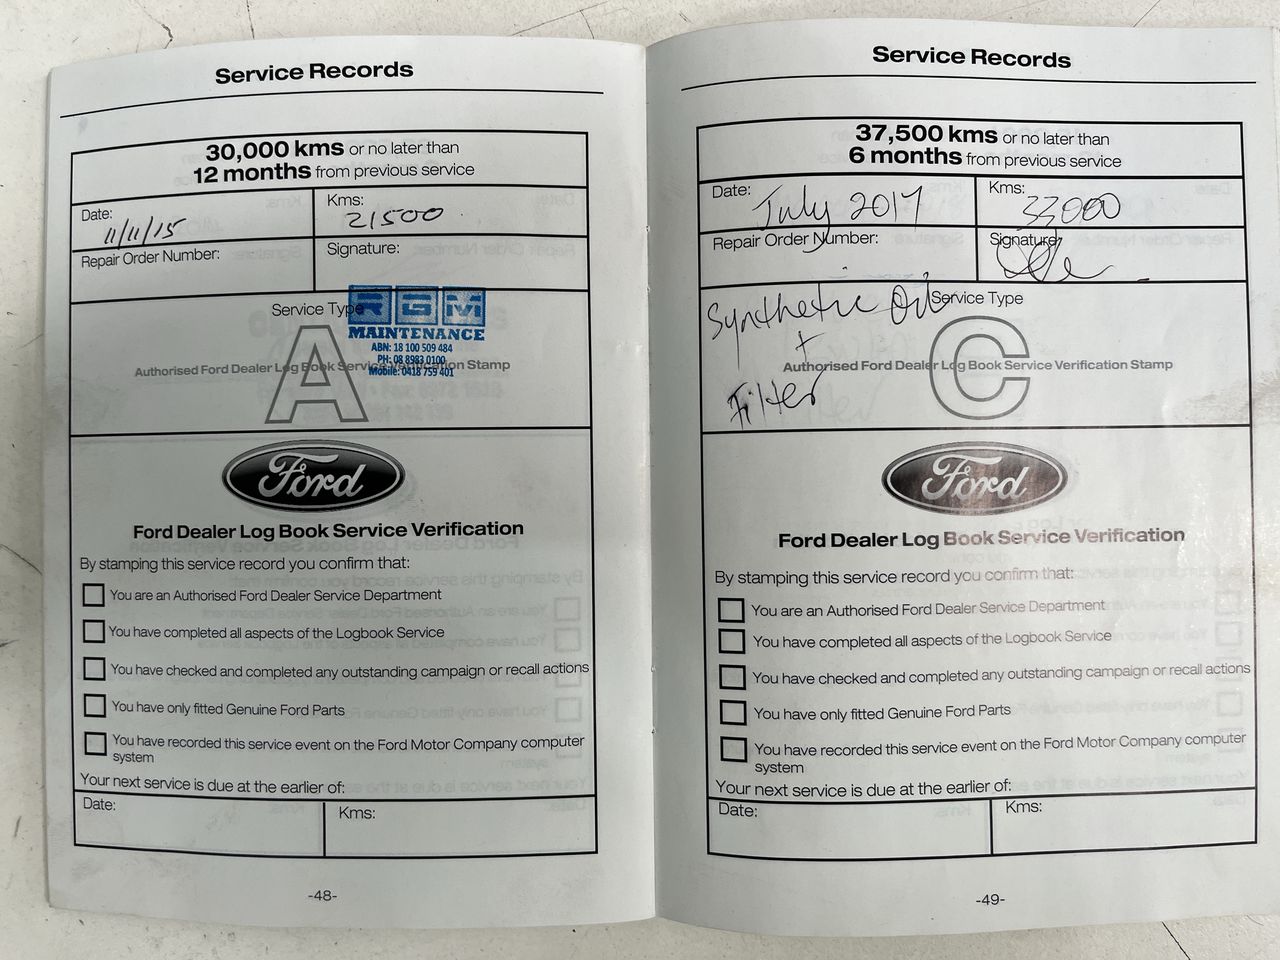 Service Records
30,000 kms or no later than
12 months from previous service
Date:
11/11/15
Kms:
21500
Repair Order Number:
Signature:
Service Type
A
RGM
MAINTENANCE
ABN: 18 100 509 484
PH: 08 8983 0100
Mobile: 0418 759 401
Authorised Ford Dealer Log Book Service Verification Stamp
Ford
Ford Dealer Log Book Service Verification
By stamping this service record you confirm that:
You are an Authorised Ford Dealer Service Department
You have completed all aspects of the Logbook Service
You have checked and completed any outstanding campaign or recall actions
You have only fitted Genuine Ford Parts
You have recorded this service event on the Ford Motor Company computer
system
Your next service is due at the earlier of:
Date:
Kms:
-48-
Service Records
37,500 kms or no later than
6 months from previous service
Date:
July 2017
Kms:
33000
Repair Order Number:
Signature:
Service Type
C
Synthetic Oil
+
Filter
Authorised Ford Dealer Log Book Service Verification Stamp
Ford
Ford Dealer Log Book Service Verification
By stamping this service record you confirm that:
You are an Authorised Ford Dealer Service Department
You have completed all aspects of the Logbook Service
You have checked and completed any outstanding campaign or recall actions
You have only fitted Genuine Ford Parts
You have recorded this service event on the Ford Motor Company computer
system
Your next service is due at the earlier of:
Date:
Kms:
-49-